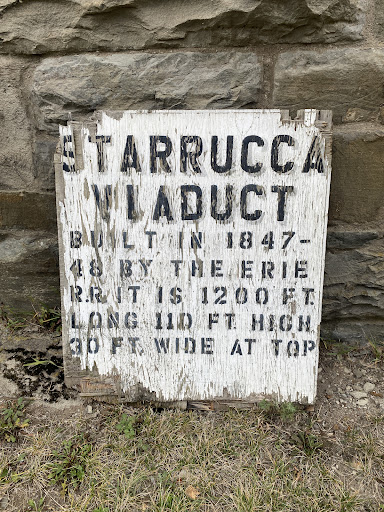 STARRUCCA
VIADUCT
BUILT IN 1847-
48 BY THE ERIE
R.R. IT IS 1200 FT.
LONG 110 FT. HIGH.
30 FT. WIDE AT TOP